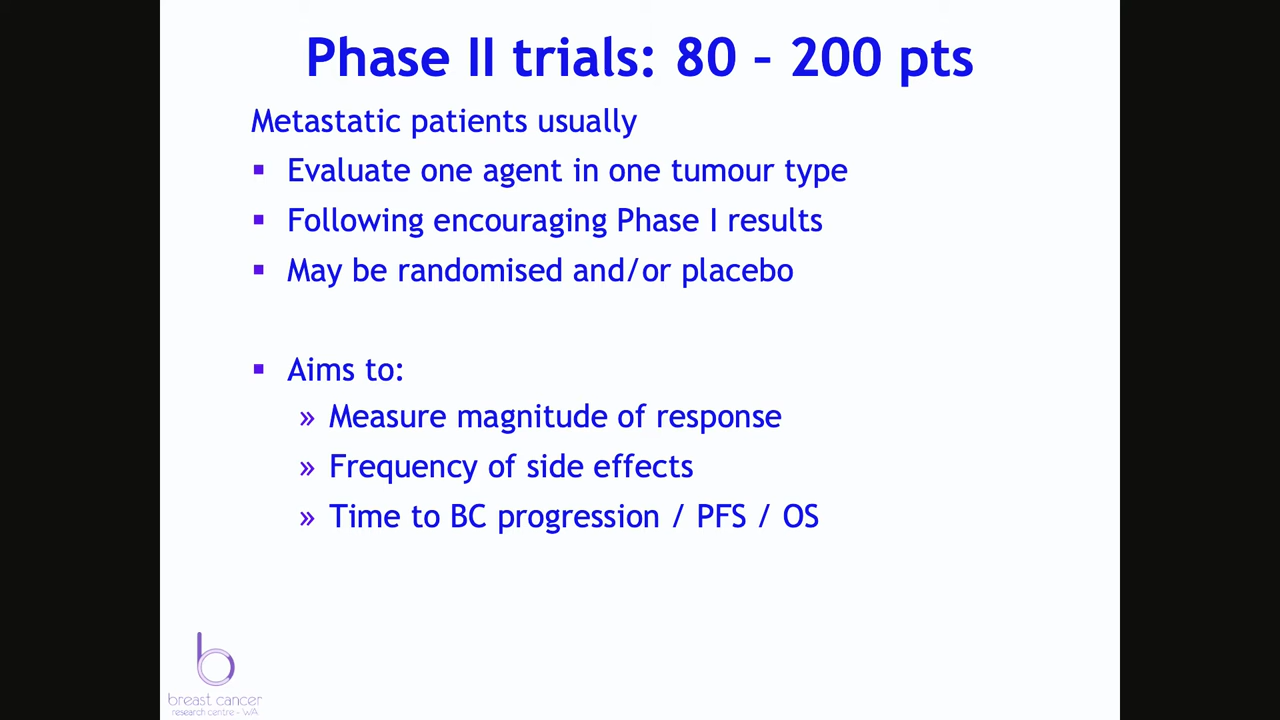 Phase II trials: 80 – 200 pts
Metastatic patients usually
▪ Evaluate one agent in one tumour type
▪ Following encouraging Phase I results
▪ May be randomised and/or placebo
▪ Aims to:
» Measure magnitude of response
» Frequency of side effects
» Time to BC progression / PFS / OS
breast cancer
research centre - WA